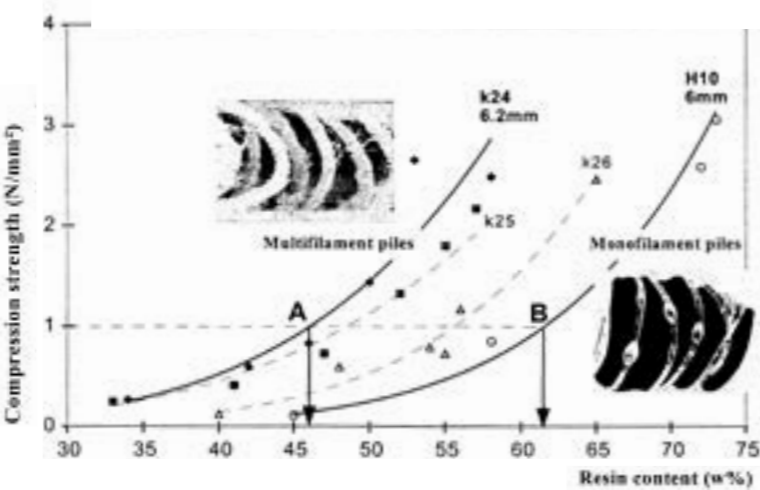 Compression strength (N/mm²)
4
3
2
1
0
k24
6.2mm
H10
6mm
k26
k25
Multifilament piles
Monofilament piles
A
B
30 35 40 45 50 55 60 65 70 75
Resin content (w%)